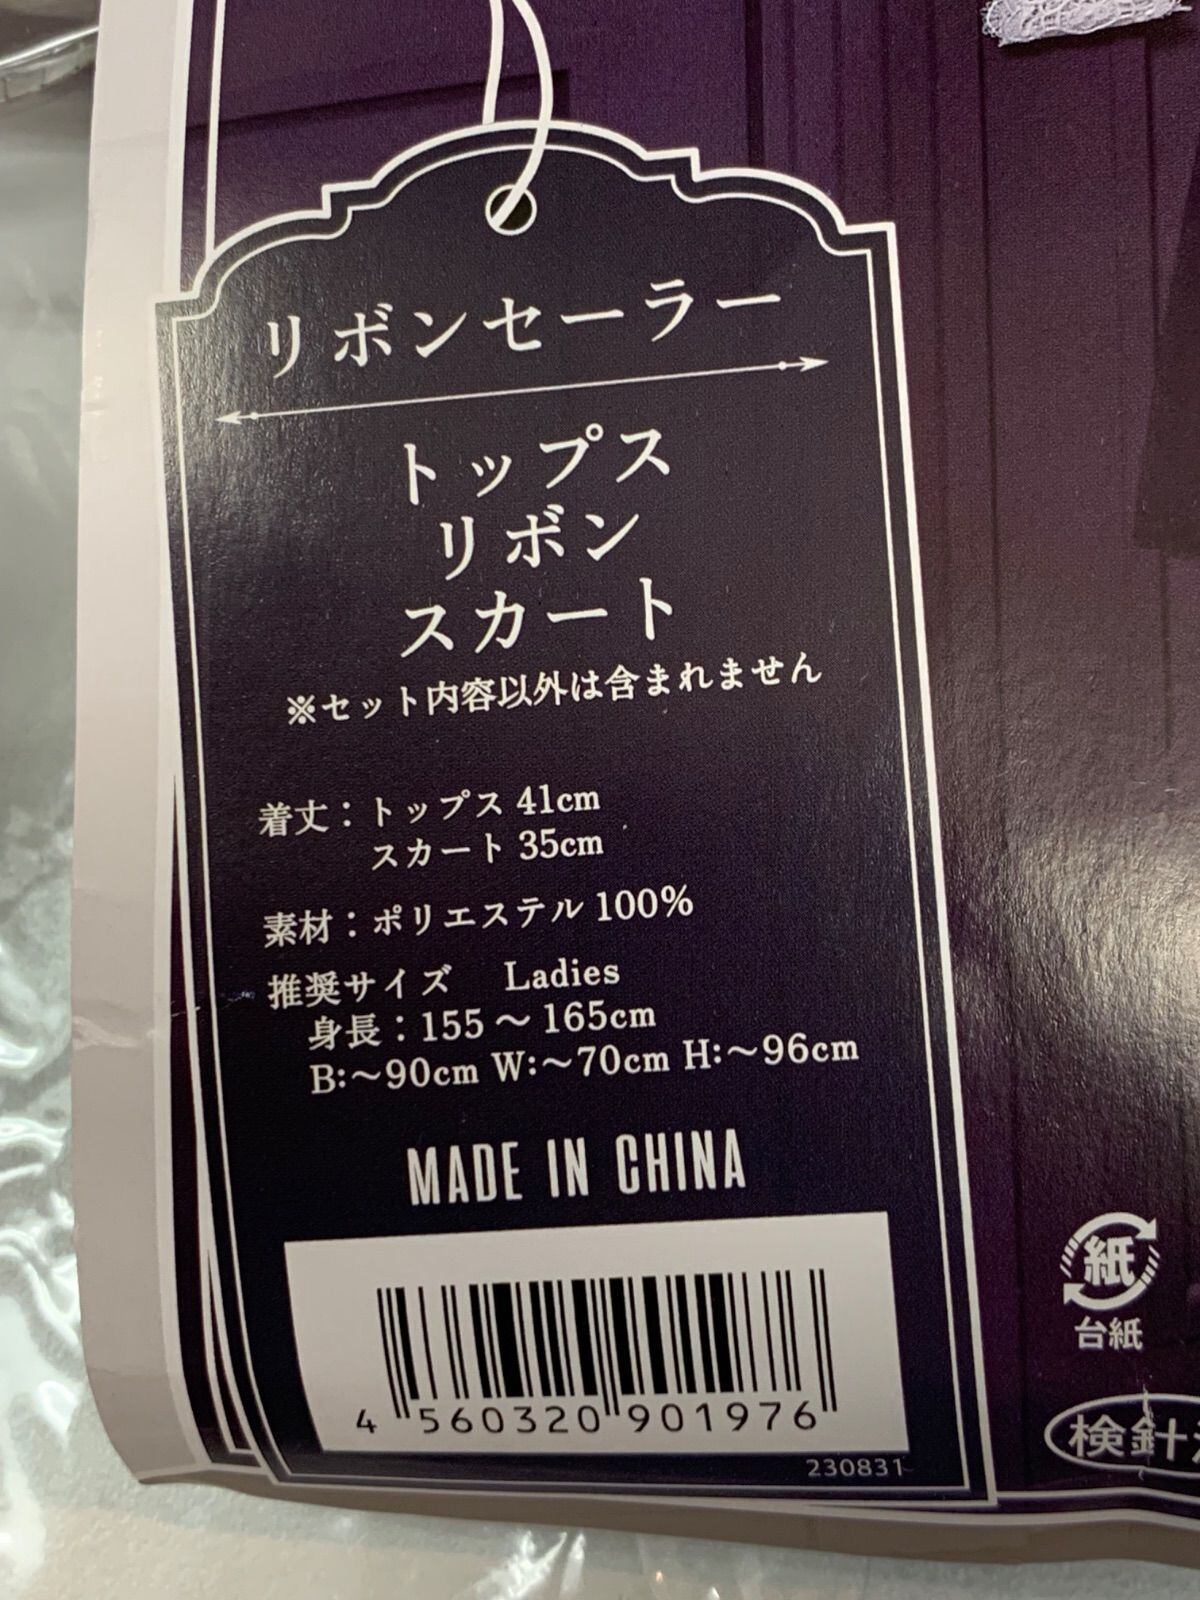 リボンセーラー
トップス
リボン
スカート
※セット内容以外は含まれません
着丈：トップス 41cm
スカート 35cm
素材：ポリエステル 100%
推奨サイズ　Ladies
身長：155～165cm
B:～90cm W:～70cm H:～96cm
MADE IN CHINA
4 560320 901976
230831
紙
台紙
検針